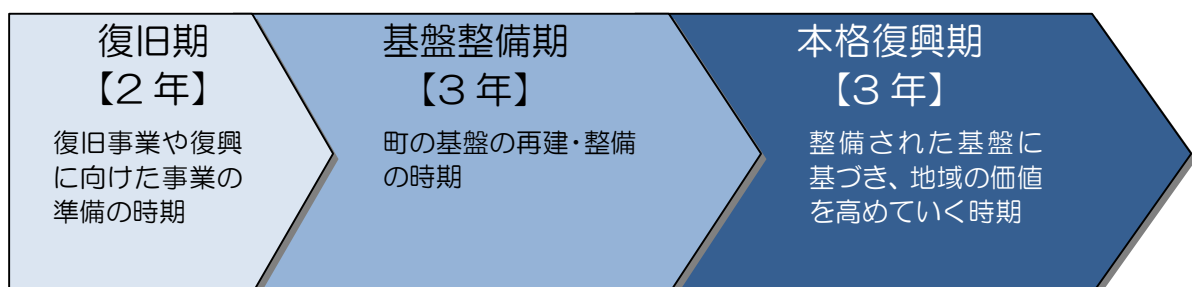 復旧期
【2 年】
復旧事業や復興
に向けた事業の
準備の時期
基盤整備期
【3 年】
町の基盤の再建・整備
の時期
本格復興期
【3 年】
整備された基盤に
基づき、地域の価値
を高めていく時期